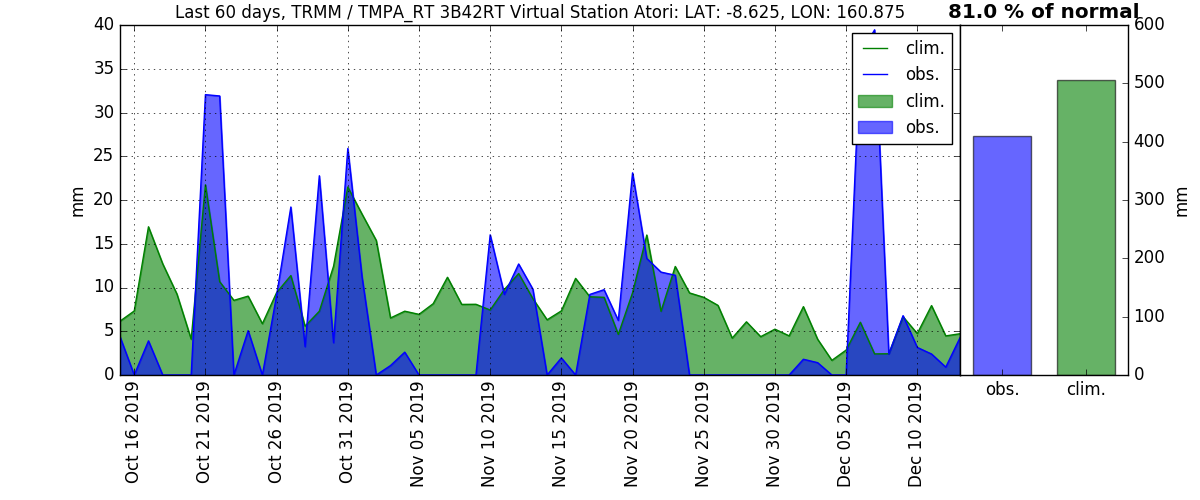 Last 60 days, TRMM / TMPA_RT 3B42RT Virtual Station Atori: LAT: -8.625, LON: 160.875
81.0 % of normal
40
35
30
25
20
15
10
5
0
mm
clim.
obs.
clim.
obs.
600
500
400
300
200
100
0
mm
Oct 16 2019
Oct 21 2019
Oct 26 2019
Oct 31 2019
Nov 05 2019
Nov 10 2019
Nov 15 2019
Nov 20 2019
Nov 25 2019
Nov 30 2019
Dec 05 2019
Dec 10 2019
obs.
clim.